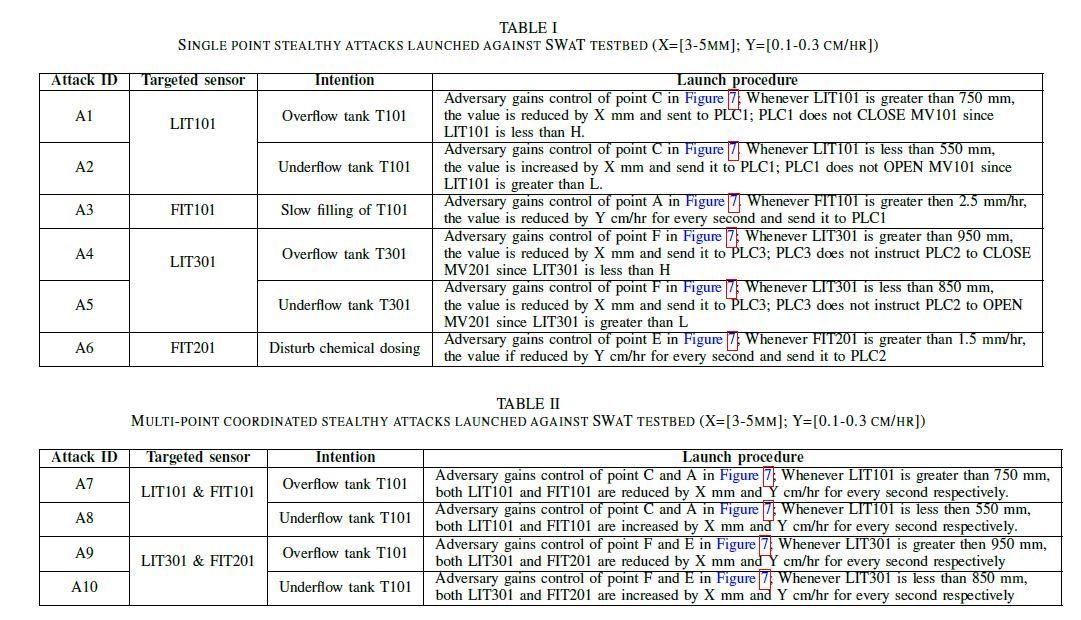 TABLE I
SINGLE POINT STEALTHY ATTACKS LAUNCHED AGAINST SWAT TESTBED (X=[3-5MM]; Y=[0.1-0.3 CM/HR])
Attack ID Targeted sensor Intention Launch procedure
A1 LIT101 Overflow tank T101 Adversary gains control of point C in Figure 7; Whenever LIT101 is greater than 750 mm,
the value is reduced by X mm and sent to PLC1; PLC1 does not CLOSE MV101 since
LIT101 is less than H.
A2 Underflow tank T101 Adversary gains control of point C in Figure 7. Whenever LIT101 is less than 550 mm,
the value is increased by X mm and send it to PLC1; PLC1 does not OPEN MV101 since
LIT101 is greater than L.
A3 FIT101 Slow filling of T101 Adversary gains control of point A in Figure 7. Whenever FIT101 is greater then 2.5 mm/hr,
the value is reduced by Y cm/hr for every second and send it to PLC1
A4 LIT301 Overflow tank T301 Adversary gains control of point F in Figure 7; Whenever LIT301 is greater than 950 mm,
the value is reduced by X mm and send it to PLC3; PLC3 does not instruct PLC2 to CLOSE
MV201 since LIT301 is less than H
A5 Underflow tank T301 Adversary gains control of point F in Figure 7; Whenever LIT301 is less than 850 mm,
the value is reduced by X mm and send it to PLC3; PLC3 does not instruct PLC2 to OPEN
MV201 since LIT301 is greater than L
A6 FIT201 Disturb chemical dosing Adversary gains control of point E in Figure 7; Whenever FIT201 is greater than 1.5 mm/hr,
the value if reduced by Y cm/hr for every second and send it to PLC2
TABLE II
MULTI-POINT COORDINATED STEALTHY ATTACKS LAUNCHED AGAINST SWAT TESTBED (X=[3-5MM]; Y=[0.1-0.3 CM/HR])
Attack ID Targeted sensor Intention Launch procedure
A7 LIT101 & FIT101 Overflow tank T101 Adversary gains control of point C and A in Figure 7; Whenever LIT101 is greater than 750 mm,
both LIT101 and FIT101 are reduced by X mm and Y cm/hr for every second respectively.
A8 Underflow tank T101 Adversary gains control of point C and A in Figure 7; Whenever LIT101 is less then 550 mm,
both LIT101 and FIT101 are increased by X mm and Y cm/hr for every second respectively.
A9 LIT301 & FIT201 Overflow tank T101 Adversary gains control of point F and E in Figure 7; Whenever LIT301 is greater then 950 mm,
both LIT301 and FIT201 are reduced by X mm and Y cm/hr for every second respectively
A10 Underflow tank T101 Adversary gains control of point F and E in Figure 7; Whenever LIT301 is less than 850 mm,
both LIT301 and FIT201 are increased by X mm and Y cm/hr for every second respectively